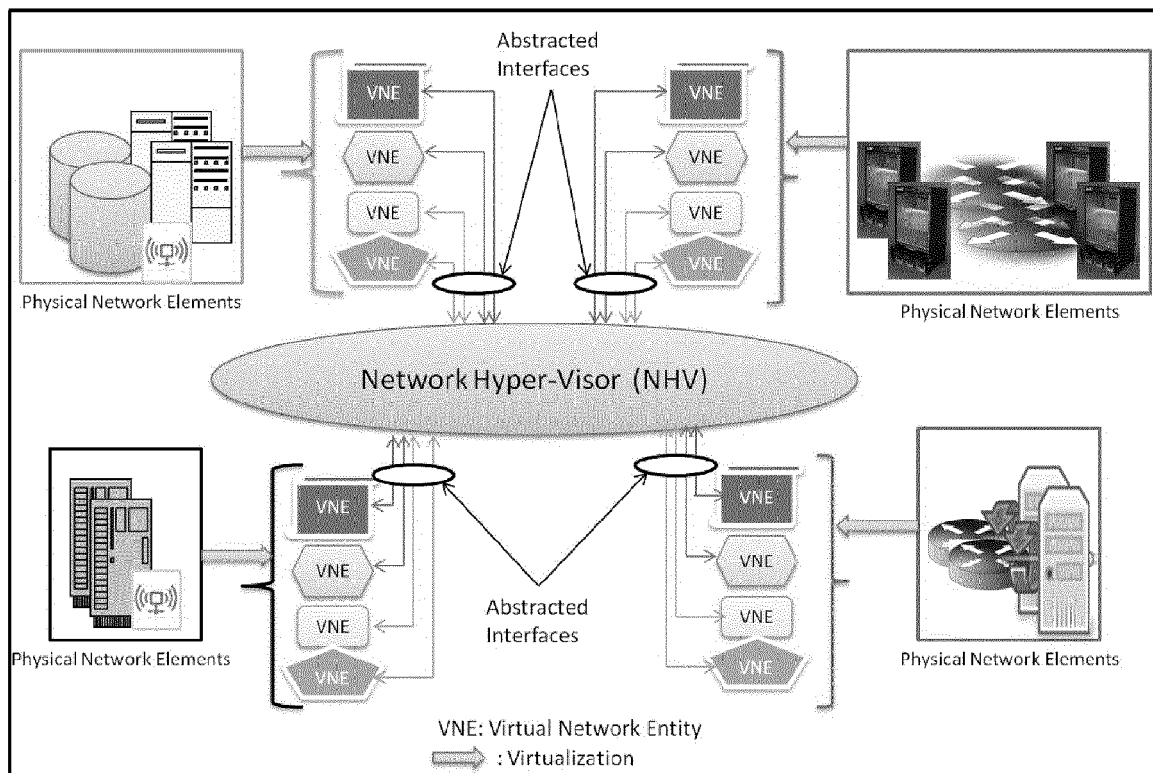 Abstracted
Interfaces
VNE
VNE
VNE
VNE
VNE
VNE
VNE
VNE
Physical Network Elements
Physical Network Elements
Network Hyper-Visor (NHV)
VNE
VNE
VNE
VNE
VNE
VNE
VNE
VNE
Abstracted
Interfaces
Physical Network Elements
Physical Network Elements
VNE: Virtual Network Entity
: Virtualization